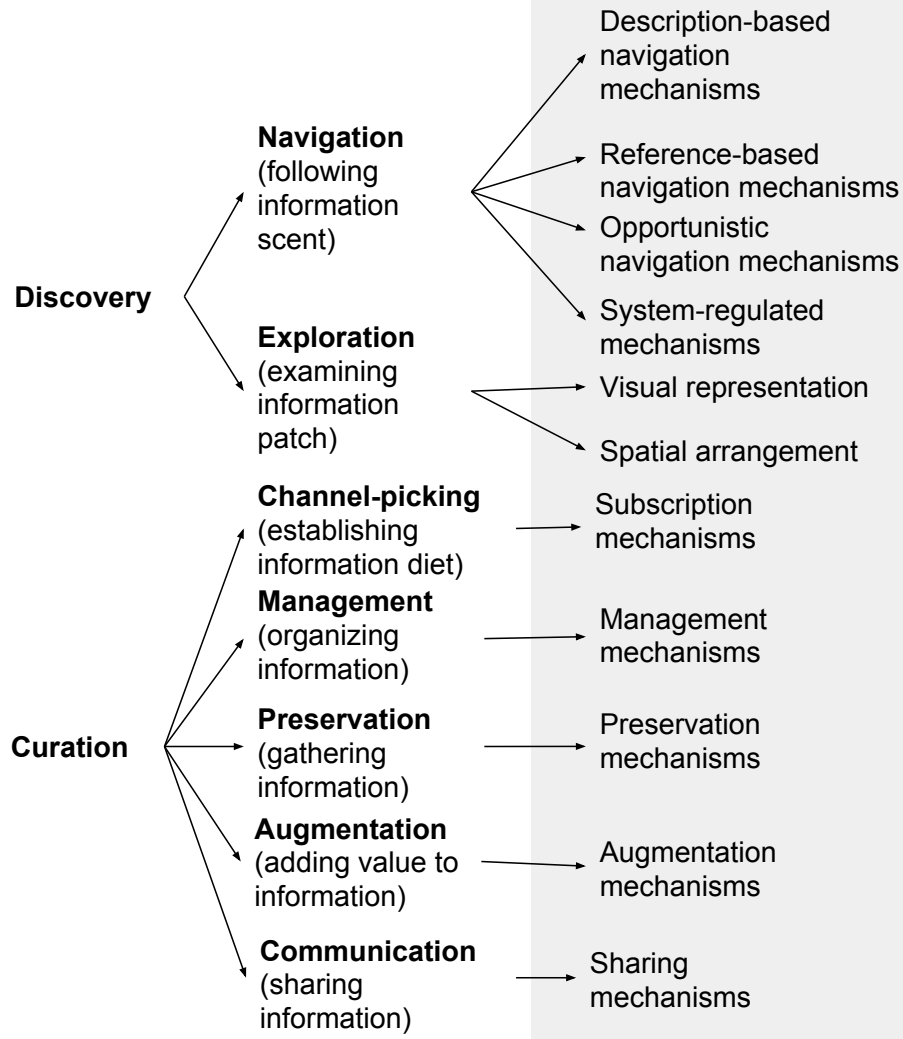 Description-based
navigation
mechanisms
Navigation
(following
information
scent)
Reference-based
navigation mechanisms
Opportunistic
navigation mechanisms
Discovery
System-regulated
mechanisms
Exploration
(examining
information
patch)
Visual representation
Spatial arrangement
Channel-picking
(establishing
information diet)
Subscription
mechanisms
Management
(organizing
information)
Management
mechanisms
Curation
Preservation
(gathering
information)
Preservation
mechanisms
Augmentation
(adding value to
information)
Augmentation
mechanisms
Communication
(sharing
information)
Sharing
mechanisms